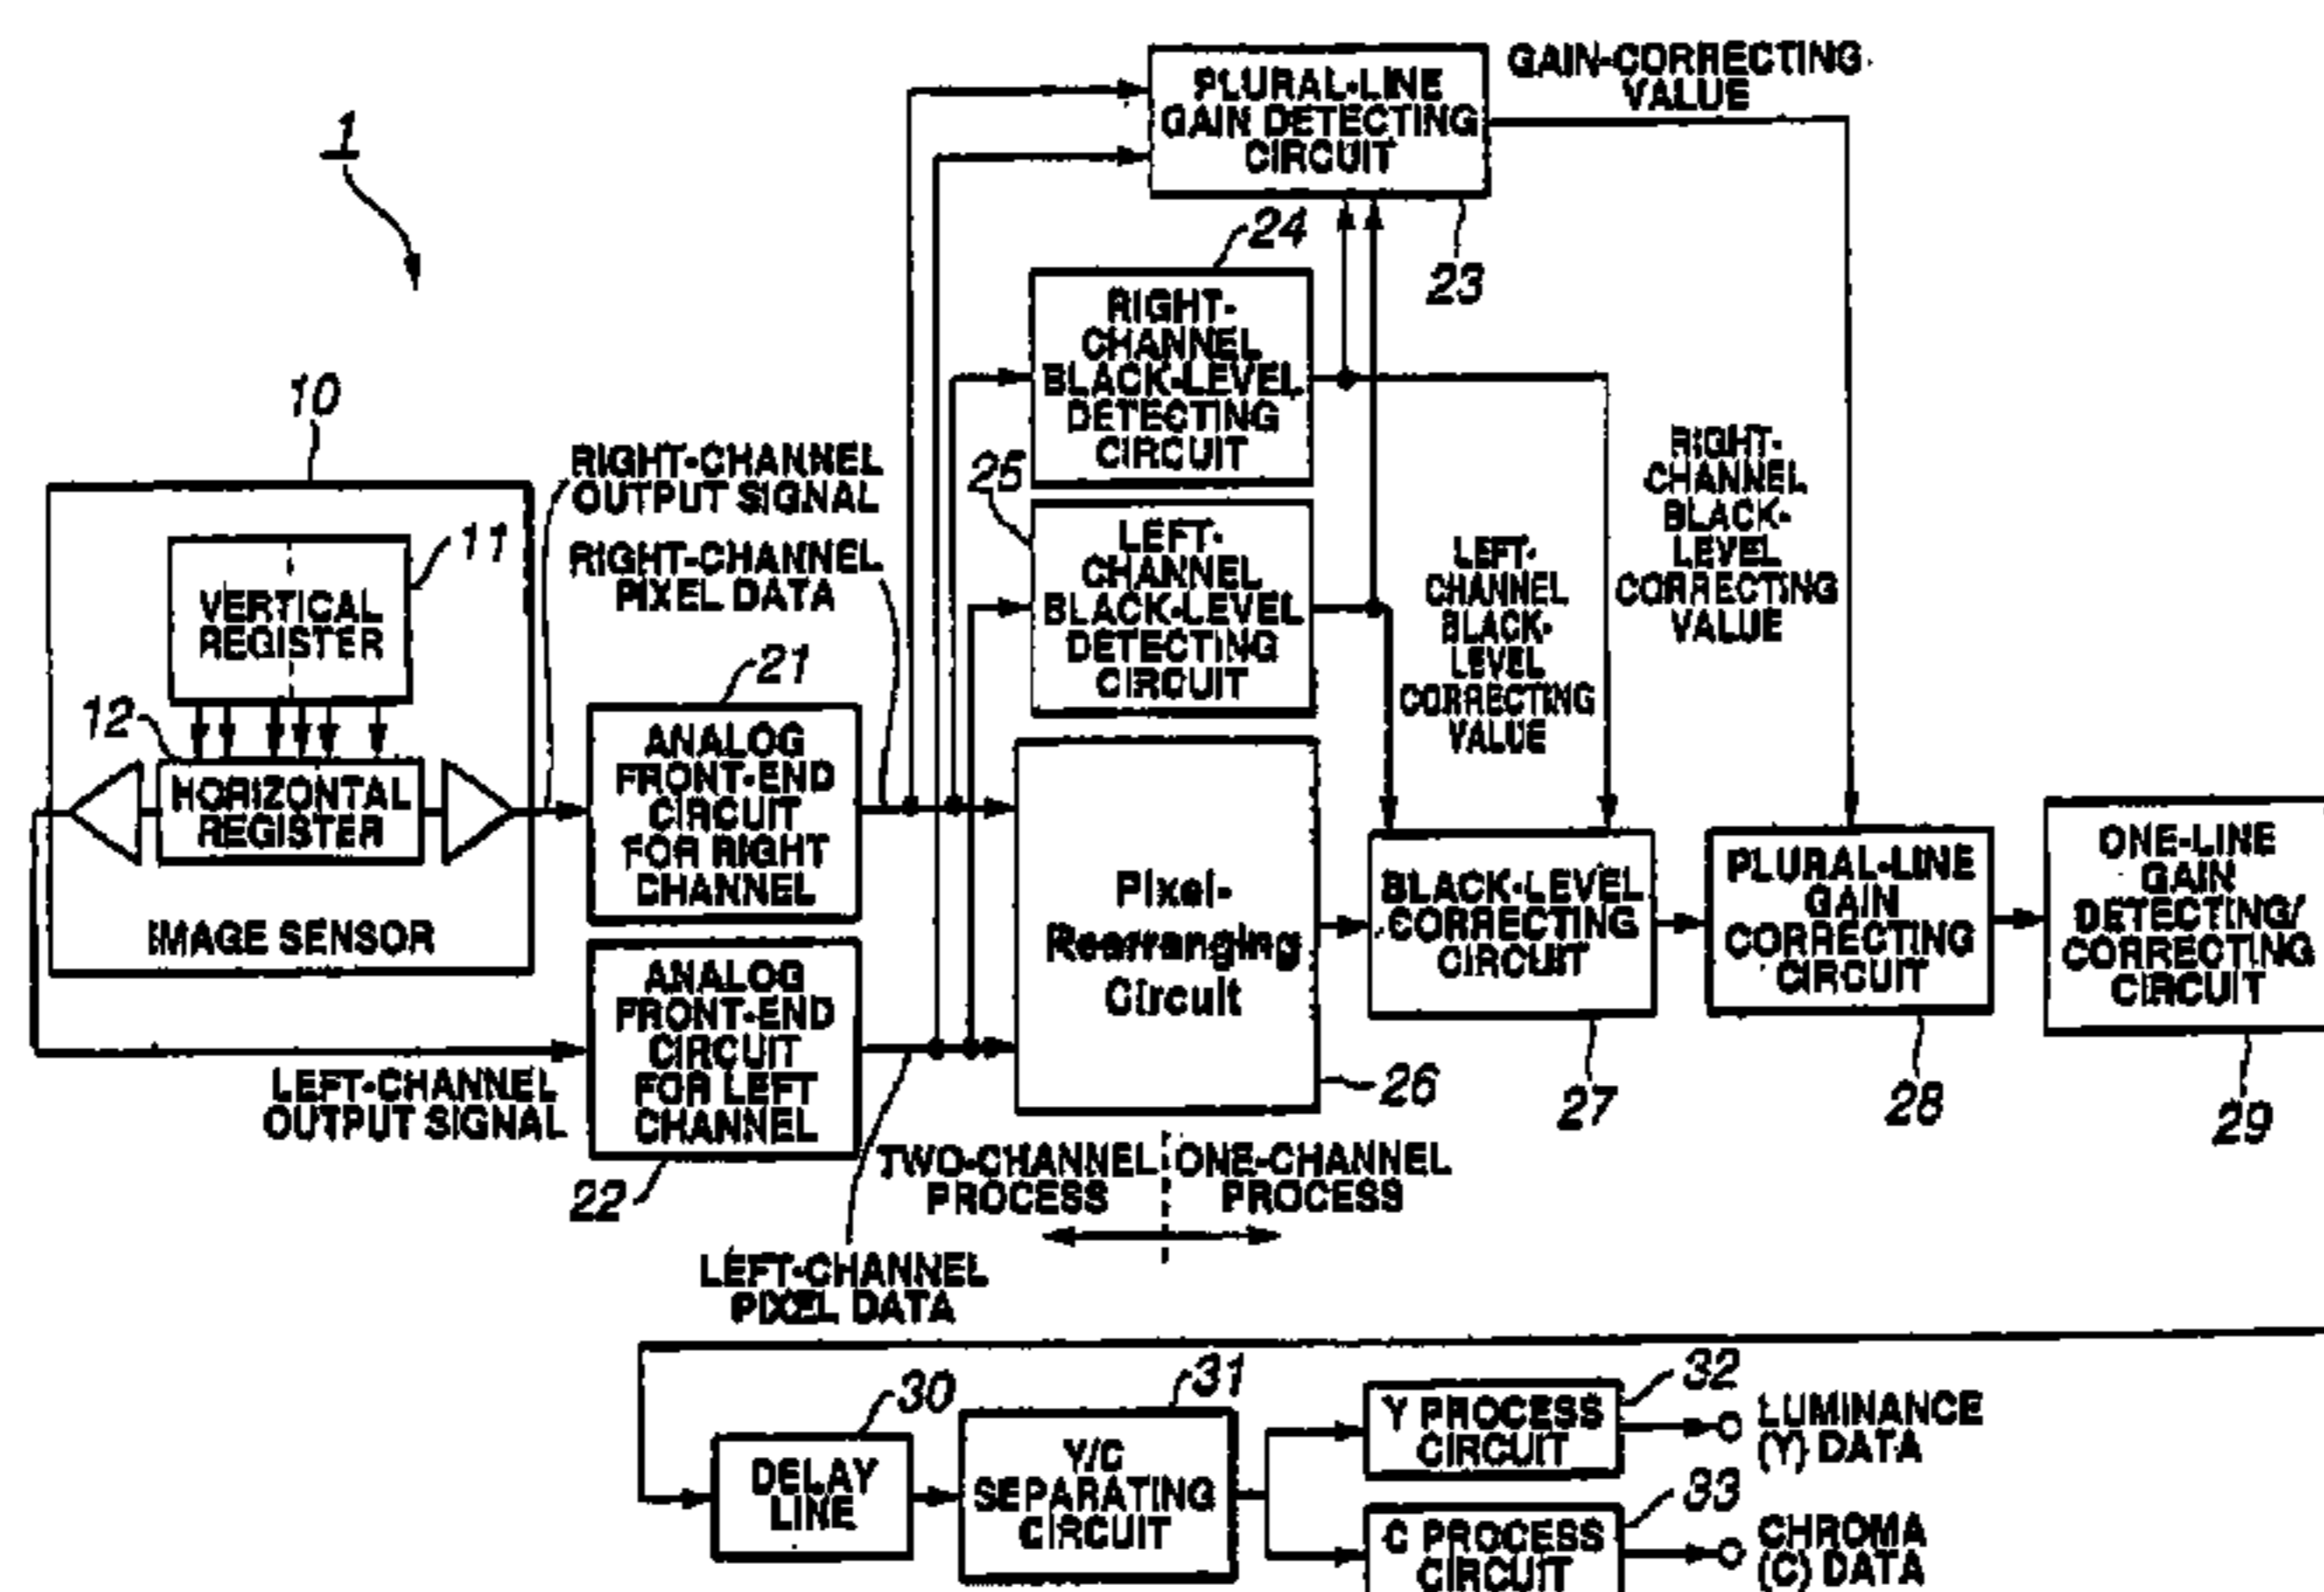 1
PLURAL-LINE
GAIN DETECTING
CIRCUIT
GAIN-CORRECTING
VALUE
23
24
RIGHT-
CHANNEL
BLACK-LEVEL
DETECTING
CIRCUIT
25
LEFT-
CHANNEL
BLACK-LEVEL
DETECTING
CIRCUIT
10
RIGHT-CHANNEL
OUTPUT SIGNAL
RIGHT-CHANNEL
PIXEL DATA
11
VERTICAL
REGISTER
12
HORIZONTAL
REGISTER
IMAGE SENSOR
21
ANALOG
FRONT-END
CIRCUIT
FOR RIGHT
CHANNEL
ANALOG
FRONT-END
CIRCUIT
FOR LEFT
CHANNEL
22
LEFT-CHANNEL
OUTPUT SIGNAL
LEFT-CHANNEL
PIXEL DATA
Pixel-
Rearranging
Circuit
26
TWO-CHANNEL
PROCESS
ONE-CHANNEL
PROCESS
LEFT-
CHANNEL
BLACK-
LEVEL
CORRECTING
VALUE
RIGHT-
CHANNEL
BLACK-
LEVEL
CORRECTING
VALUE
BLACK-LEVEL
CORRECTING
CIRCUIT
27
PLURAL-LINE
GAIN
CORRECTING
CIRCUIT
28
ONE-LINE
GAIN
DETECTING/
CORRECTING
CIRCUIT
29
30
DELAY
LINE
31
Y/C
SEPARATING
CIRCUIT
32
Y PROCESS
CIRCUIT
LUMINANCE
(Y) DATA
33
C PROCESS
CIRCUIT
CHROMA
(C) DATA